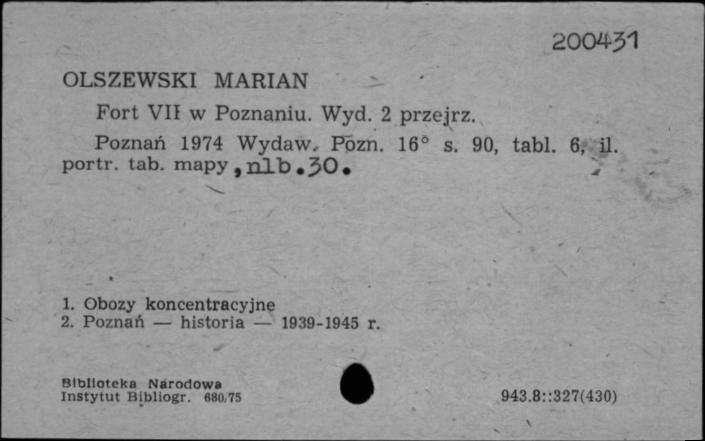 200431
OLSZEWSKI MARIAN
Fort VII w Poznaniu. Wyd. 2 przejrz.
Poznań 1974 Wydaw. Pozn. 16° s. 90, tabl. 6, il.
portr. tab. mapy, nlb.30.
1. Obozy koncentracyjne
2. Poznań — historia — 1939-1945 r.
Biblioteka Narodowa
Instytut Bibliogr. 680/75
943.8::327(430)